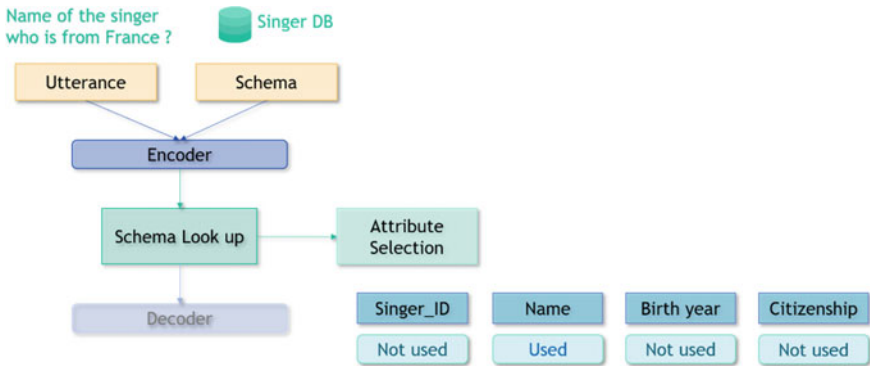 Name of the singer
who is from France ?
Singer DB
Utterance
Schema
Encoder
Schema Look up
Attribute
Selection
Decoder
Singer_ID
Name
Birth year
Citizenship
Not used
Used
Not used
Not used